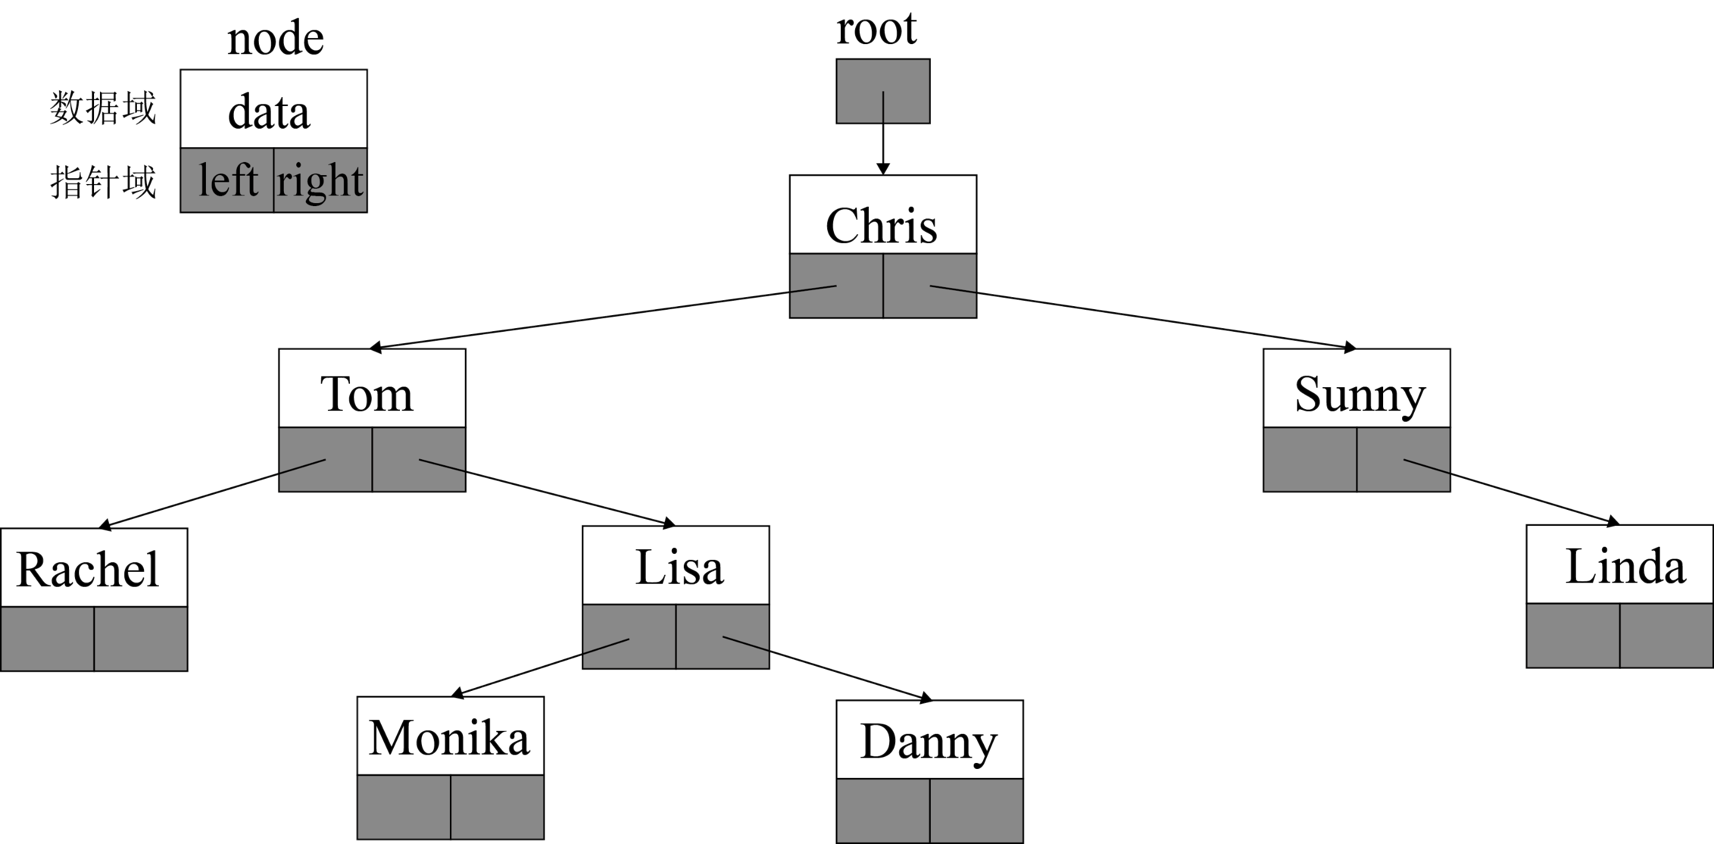 node
root
数据域
data
指针域
left
right
Chris
Tom
Sunny
Rachel
Lisa
Linda
Monika
Danny